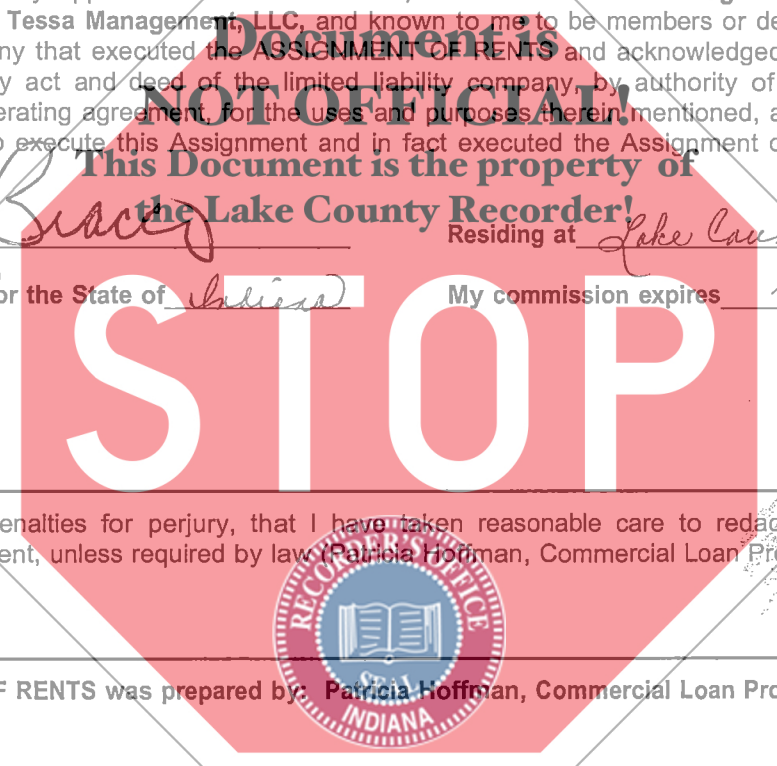 Tessa Management, LLC, and known to me to be members or de
ny that executed the ASSIGNMENT OF RENTS and acknowledged
y act and deed of the limited liability company, by authority of
erating agreement, for the uses and purposes therein mentioned, a
o execute this Assignment and in fact executed the Assignment o
Document is
NOT OFFICIAL!
This Document is the property of
the Lake County Recorder!
Residing at Lake Cou
or the State of Indiana My commission expires
STOP
enalties for perjury, that I have taken reasonable care to redac
ent, unless required by law (Patricia Hoffman, Commercial Loan Pro
RECORDER'S OFFICE
SEAL
INDIANA
F RENTS was prepared by: Patricia Hoffman, Commercial Loan Pro